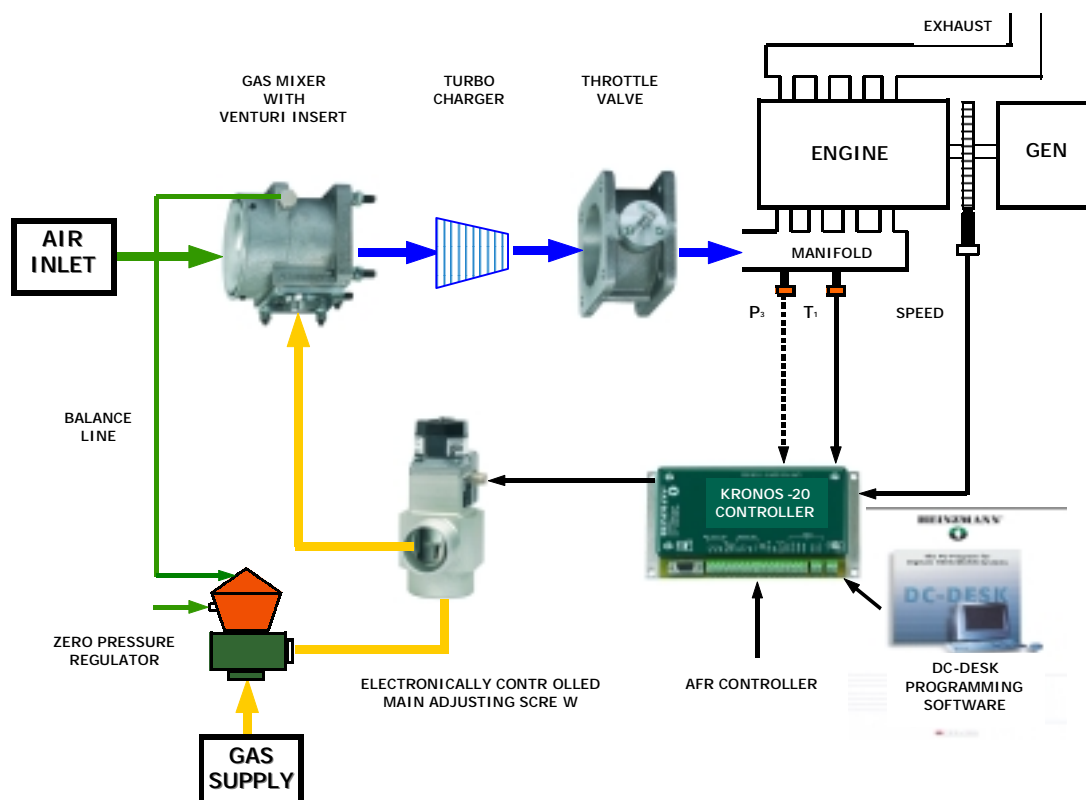 EXHAUST
GAS MIXER
WITH
VENTURI INSERT
TURBO
CHARGER
THROTTLE
VALVE
ENGINE
GEN
AIR
INLET
MANIFOLD
P3
T1
SPEED
BALANCE
LINE
KRONOS -20
CONTROLLER
HEINZMANN
DC-DESK
ZERO PRESSURE
REGULATOR
ELECTRONICALLY CONTR OLLED
MAIN ADJUSTING SCRE W
AFR CONTROLLER
DC-DESK
PROGRAMMING
SOFTWARE
GAS
SUPPLY